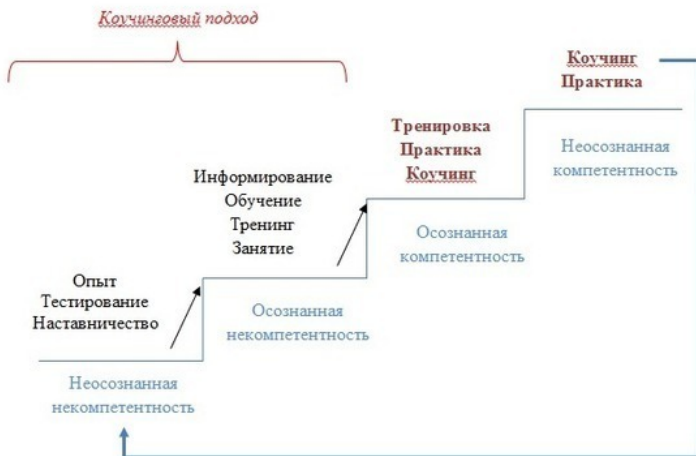 Коучинговый подход
Коучинг
Практика
Тренировка
Практика
Коучинг
Неосознанная
компетентность
Информирование
Обучение
Тренинг
Занятие
Осознанная
компетентность
Опыт
Тестирование
Наставничество
Осознанная
некомпетентность
Неосознанная
некомпетентность